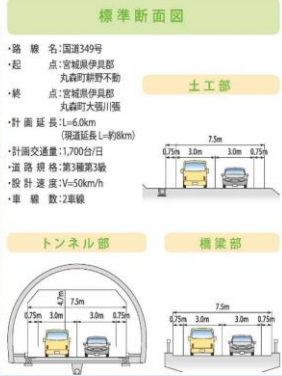 標準断面図
・路線名:国道349号
・起点:宮城県伊具郡
丸森町耕野不動
・終点:宮城県伊具郡
丸森町大張川張
・計画延長:L=6.0km
(現道延長L=約8km)
・計画交通量:1,700台/日
・道路規格:第3種第3級
・設計速度:V=50km/h
・車線数:2車線
土工部
7.5m
0.75m 3.0m 3.0m 0.75m
トンネル部
4.7m
7.5m
0.75m 3.0m 3.0m 0.75m
橋梁部
7.5m
0.75m 3.0m 3.0m 0.75m